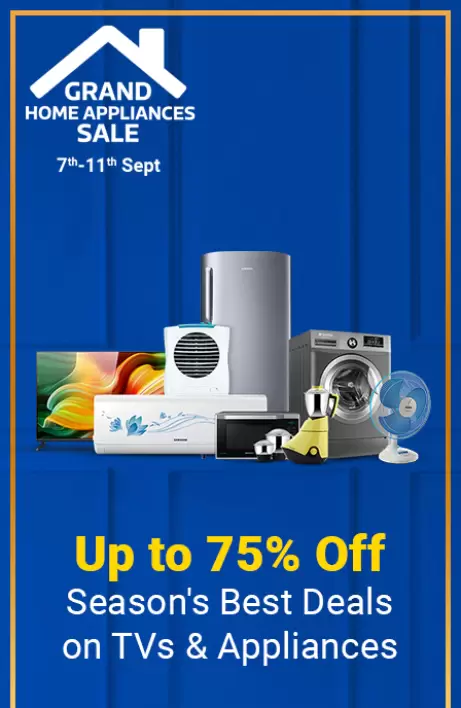 GRAND
HOME APPLIANCES
SALE
7th-11th Sept
Up to 75% Off
Season's Best Deals
on TVs & Appliances